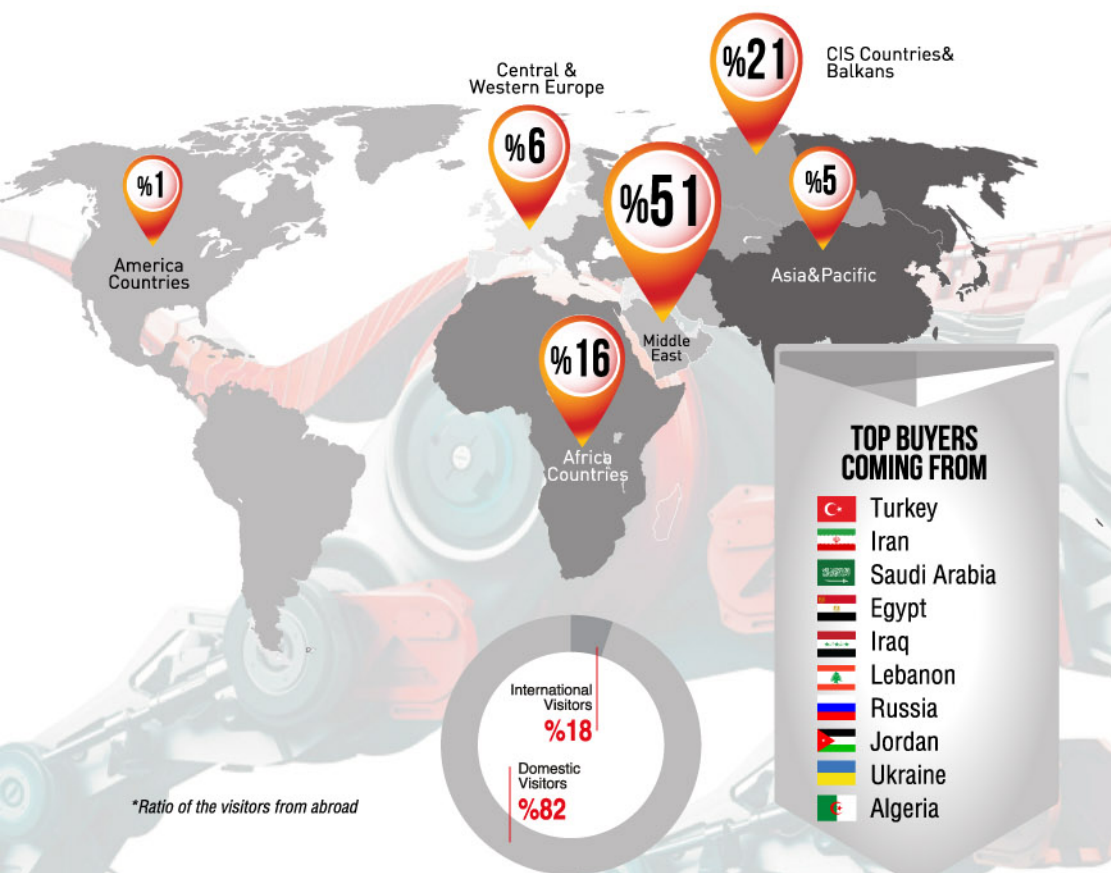 %21
CIS Countries&
Balkans
Central &
Western Europe
%6
%1
America
Countries
%51
Middle
East
%5
Asia&Pacific
%16
Africa
Countries
TOP BUYERS
COMING FROM
Turkey
Iran
Saudi Arabia
Egypt
Iraq
Lebanon
Russia
Jordan
Ukraine
Algeria
International
Visitors
%18
Domestic
Visitors
%82
*Ratio of the visitors from abroad